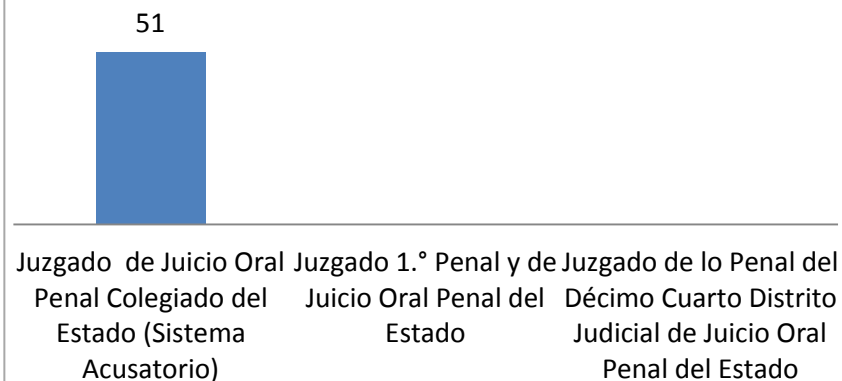 51
Juzgado de Juicio Oral
Penal Colegiado del
Estado (Sistema
Acusatorio)
Juzgado 1.° Penal y de
Juicio Oral Penal del
Estado
Juzgado de lo Penal del
Décimo Cuarto Distrito
Judicial de Juicio Oral
Penal del Estado